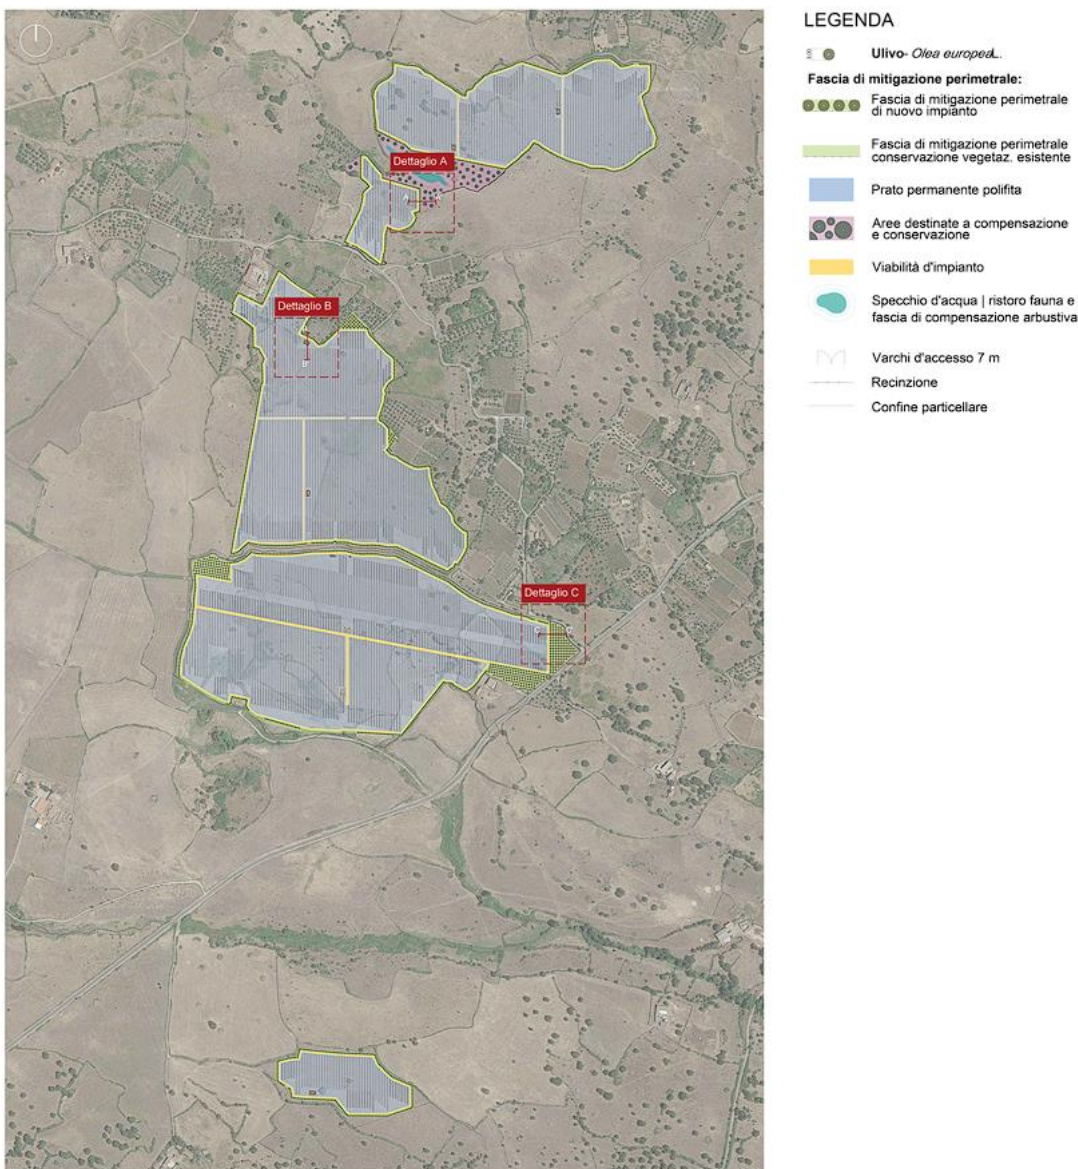 LEGENDA
Ulivo- Olea europeaL.
Fascia di mitigazione perimetrale:
Fascia di mitigazione perimetrale
di nuovo impianto
Fascia di mitigazione perimetrale
conservazione vegetaz. esistente
Prato permanente polifita
Aree destinate a compensazione
e conservazione
Viabilità d'impianto
Specchio d'acqua | ristoro fauna e
fascia di compensazione arbustiva
Varchi d'accesso 7 m
Recinzione
Confine particellare
Dettaglio A
Dettaglio B
Dettaglio C